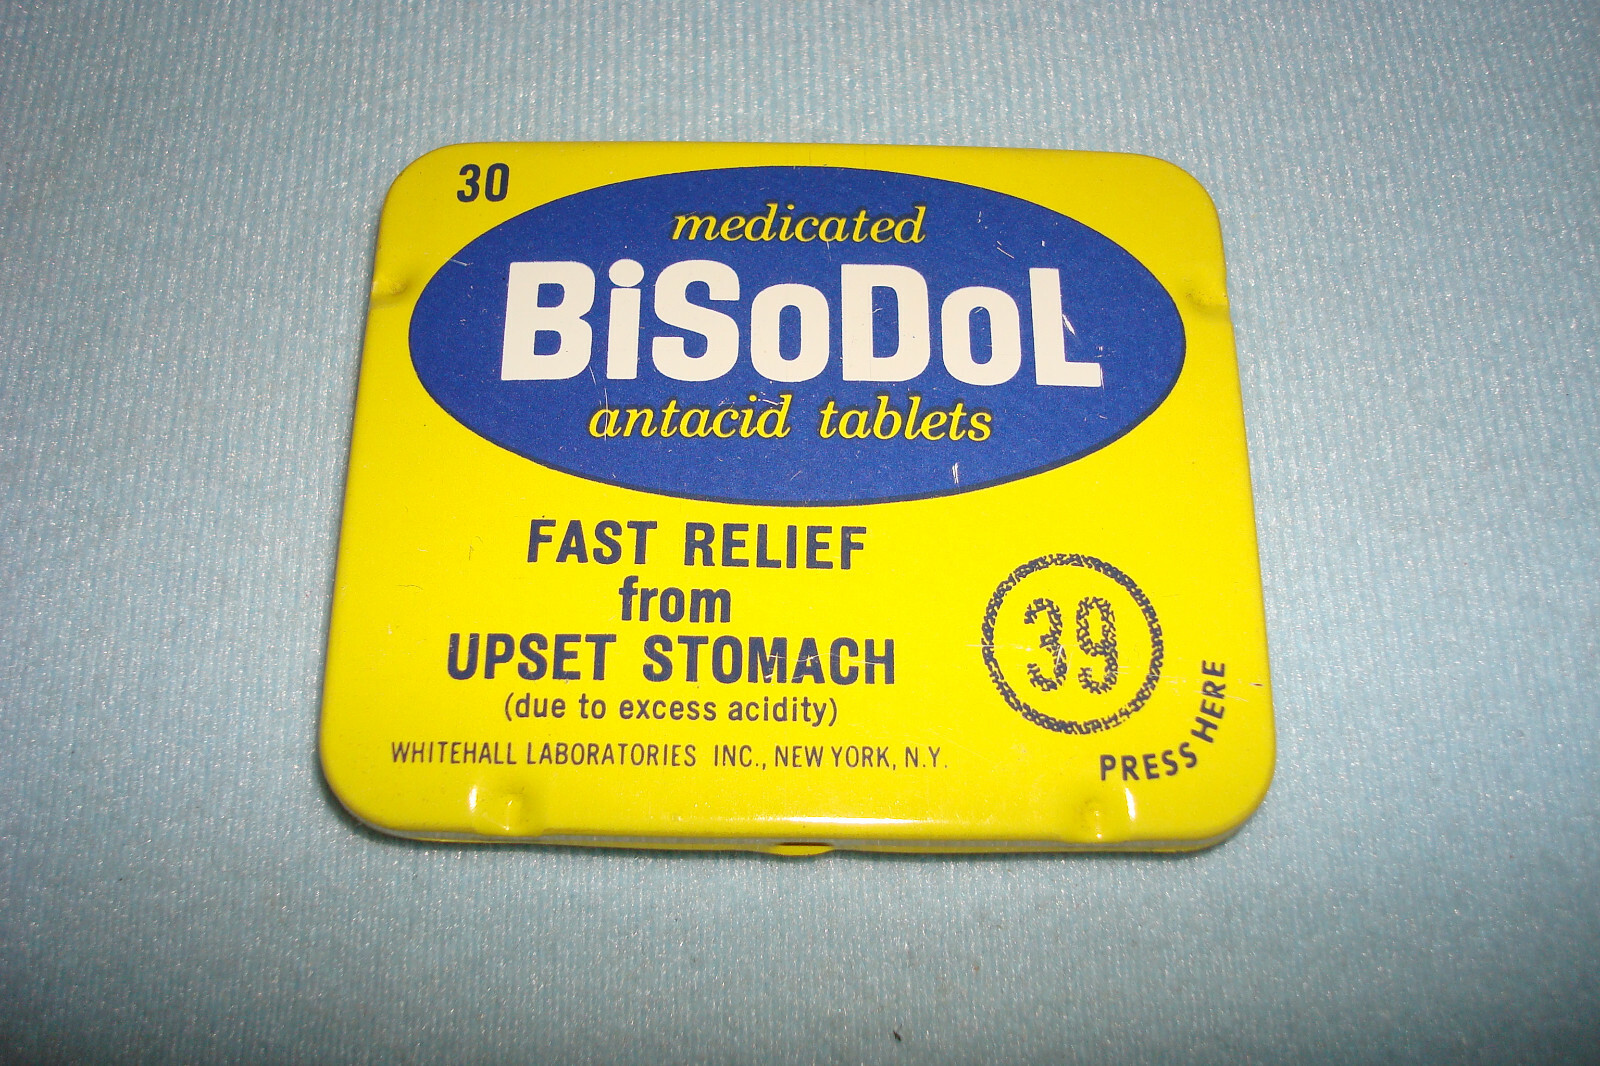 30
medicated
BiSoDoL
antacid tablets
FAST RELIEF
from
UPSET STOMACH
(due to excess acidity)
39
WHITEHALL LABORATORIES INC., NEW YORK, N.Y.
PRESS HERE